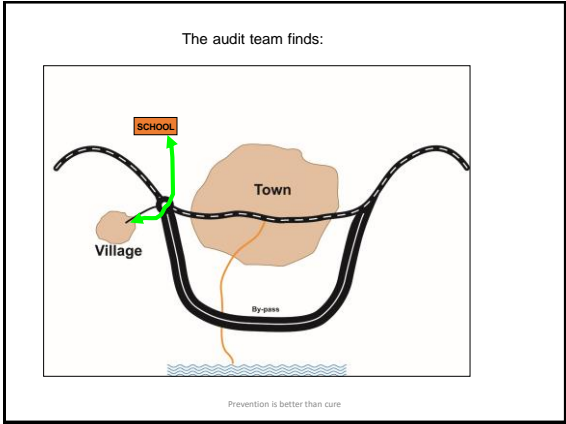 The audit team finds:
SCHOOL
Town
Village
By-pass
Prevention is better than cure